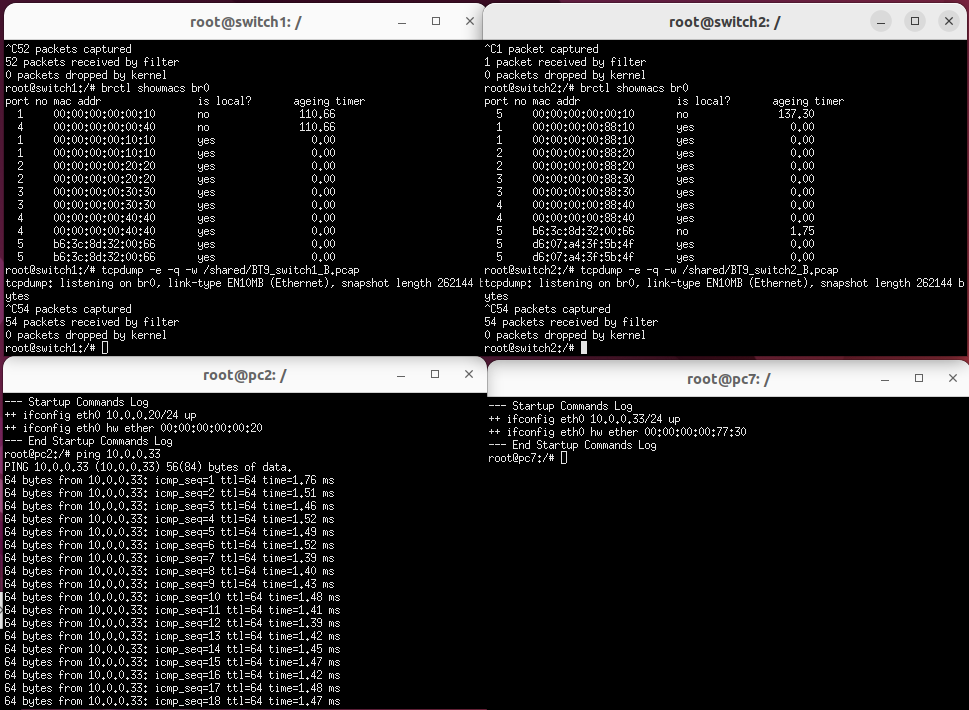 root@switch1: /
^C52 packets captured
52 packets received by filter
0 packets dropped by kernel
root@switch1:/# brctl showmacs br0
port no mac addr is local? ageing timer
1 00:00:00:00:00:10 no 110.66
4 00:00:00:00:00:40 no 110.66
1 00:00:00:00:10:10 yes 0.00
1 00:00:00:00:10:10 yes 0.00
2 00:00:00:00:20:20 yes 0.00
2 00:00:00:00:20:20 yes 0.00
3 00:00:00:00:30:30 yes 0.00
3 00:00:00:00:30:30 yes 0.00
4 00:00:00:00:40:40 yes 0.00
4 00:00:00:00:40:40 yes 0.00
5 b6:3c:8d:32:00:66 yes 0.00
5 b6:3c:8d:32:00:66 yes 0.00
root@switch1:/# tcpdump -e -q -w /shared/BT9_switch1_B.pcap
tcpdump: listening on br0, link-type EN10MB (Ethernet), snapshot length 262144 b
ytes
^C54 packets captured
54 packets received by filter
0 packets dropped by kernel
root@switch1:/#
root@switch2: /
^C1 packet captured
1 packet received by filter
0 packets dropped by kernel
root@switch2:/# brctl showmacs br0
port no mac addr is local? ageing timer
5 00:00:00:00:00:10 no 137.30
1 00:00:00:00:88:10 yes 0.00
1 00:00:00:00:88:10 yes 0.00
2 00:00:00:00:88:20 yes 0.00
2 00:00:00:00:88:20 yes 0.00
3 00:00:00:00:88:30 yes 0.00
3 00:00:00:00:88:30 yes 0.00
4 00:00:00:00:88:40 yes 0.00
4 00:00:00:00:88:40 yes 0.00
5 b6:3c:8d:32:00:66 no 1.75
5 d6:07:a4:3f:5b:4f yes 0.00
5 d6:07:a4:3f:5b:4f yes 0.00
root@switch2:/# tcpdump -e -q -w /shared/BT9_switch2_B.pcap
tcpdump: listening on br0, link-type EN10MB (Ethernet), snapshot length 262144 b
ytes
^C54 packets captured
54 packets received by filter
0 packets dropped by kernel
root@switch2:/#
root@pc2: /
--- Startup Commands Log
++ ifconfig eth0 10.0.0.20/24 up
++ ifconfig eth0 hw ether 00:00:00:00:00:20
--- End Startup Commands Log
root@pc2:/# ping 10.0.0.33
PING 10.0.0.33 (10.0.0.33) 56(84) bytes of data.
64 bytes from 10.0.0.33: icmp_seq=1 ttl=64 time=1.76 ms
64 bytes from 10.0.0.33: icmp_seq=2 ttl=64 time=1.51 ms
64 bytes from 10.0.0.33: icmp_seq=3 ttl=64 time=1.46 ms
64 bytes from 10.0.0.33: icmp_seq=4 ttl=64 time=1.52 ms
64 bytes from 10.0.0.33: icmp_seq=5 ttl=64 time=1.49 ms
64 bytes from 10.0.0.33: icmp_seq=6 ttl=64 time=1.52 ms
64 bytes from 10.0.0.33: icmp_seq=7 ttl=64 time=1.39 ms
64 bytes from 10.0.0.33: icmp_seq=8 ttl=64 time=1.40 ms
64 bytes from 10.0.0.33: icmp_seq=9 ttl=64 time=1.43 ms
64 bytes from 10.0.0.33: icmp_seq=10 ttl=64 time=1.48 ms
64 bytes from 10.0.0.33: icmp_seq=11 ttl=64 time=1.41 ms
64 bytes from 10.0.0.33: icmp_seq=12 ttl=64 time=1.39 ms
64 bytes from 10.0.0.33: icmp_seq=13 ttl=64 time=1.42 ms
64 bytes from 10.0.0.33: icmp_seq=14 ttl=64 time=1.45 ms
64 bytes from 10.0.0.33: icmp_seq=15 ttl=64 time=1.47 ms
64 bytes from 10.0.0.33: icmp_seq=16 ttl=64 time=1.42 ms
64 bytes from 10.0.0.33: icmp_seq=17 ttl=64 time=1.48 ms
64 bytes from 10.0.0.33: icmp_seq=18 ttl=64 time=1.47 ms
root@pc7: /
--- Startup Commands Log
++ ifconfig eth0 10.0.0.33/24 up
++ ifconfig eth0 hw ether 00:00:00:00:77:30
--- End Startup Commands Log
root@pc7:/#